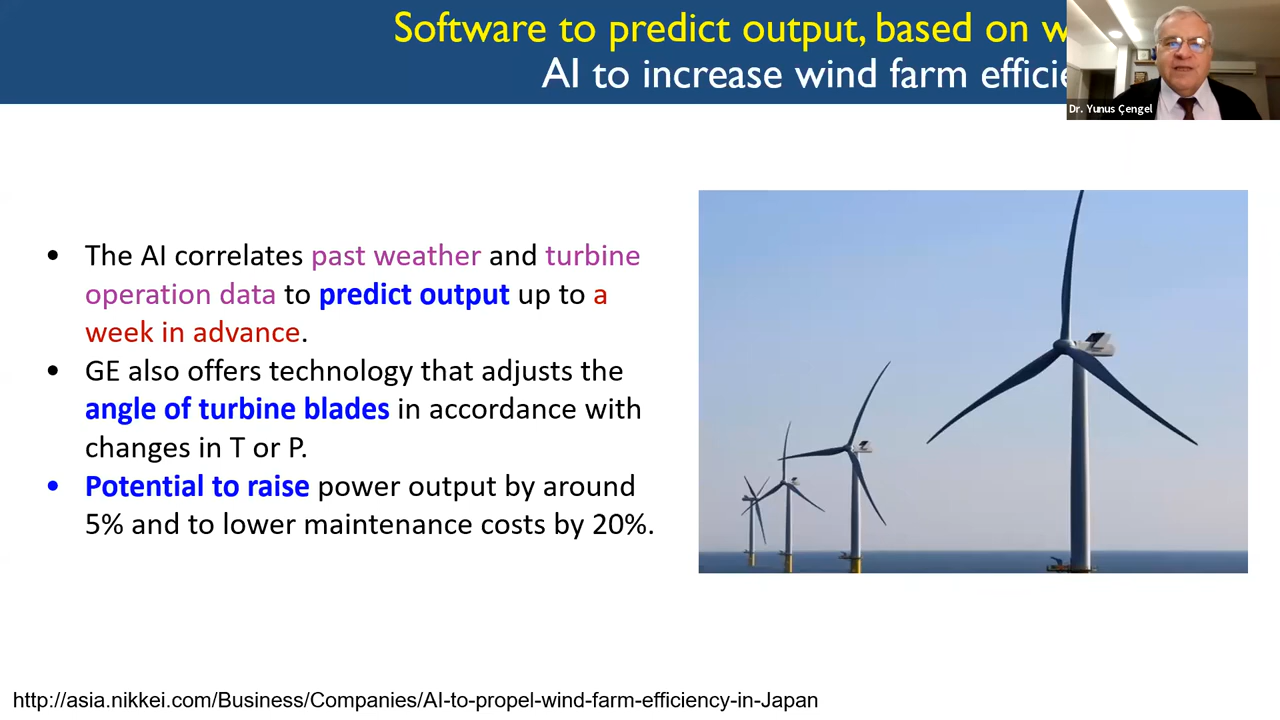 Software to predict output, based on w
AI to increase wind farm effici
Dr. Yunus Çengel
• The AI correlates past weather and turbine
operation data to predict output up to a
week in advance.
• GE also offers technology that adjusts the
angle of turbine blades in accordance with
changes in T or P.
• Potential to raise power output by around
5% and to lower maintenance costs by 20%.
http://asia.nikkei.com/Business/Companies/AI-to-propel-wind-farm-efficiency-in-Japan